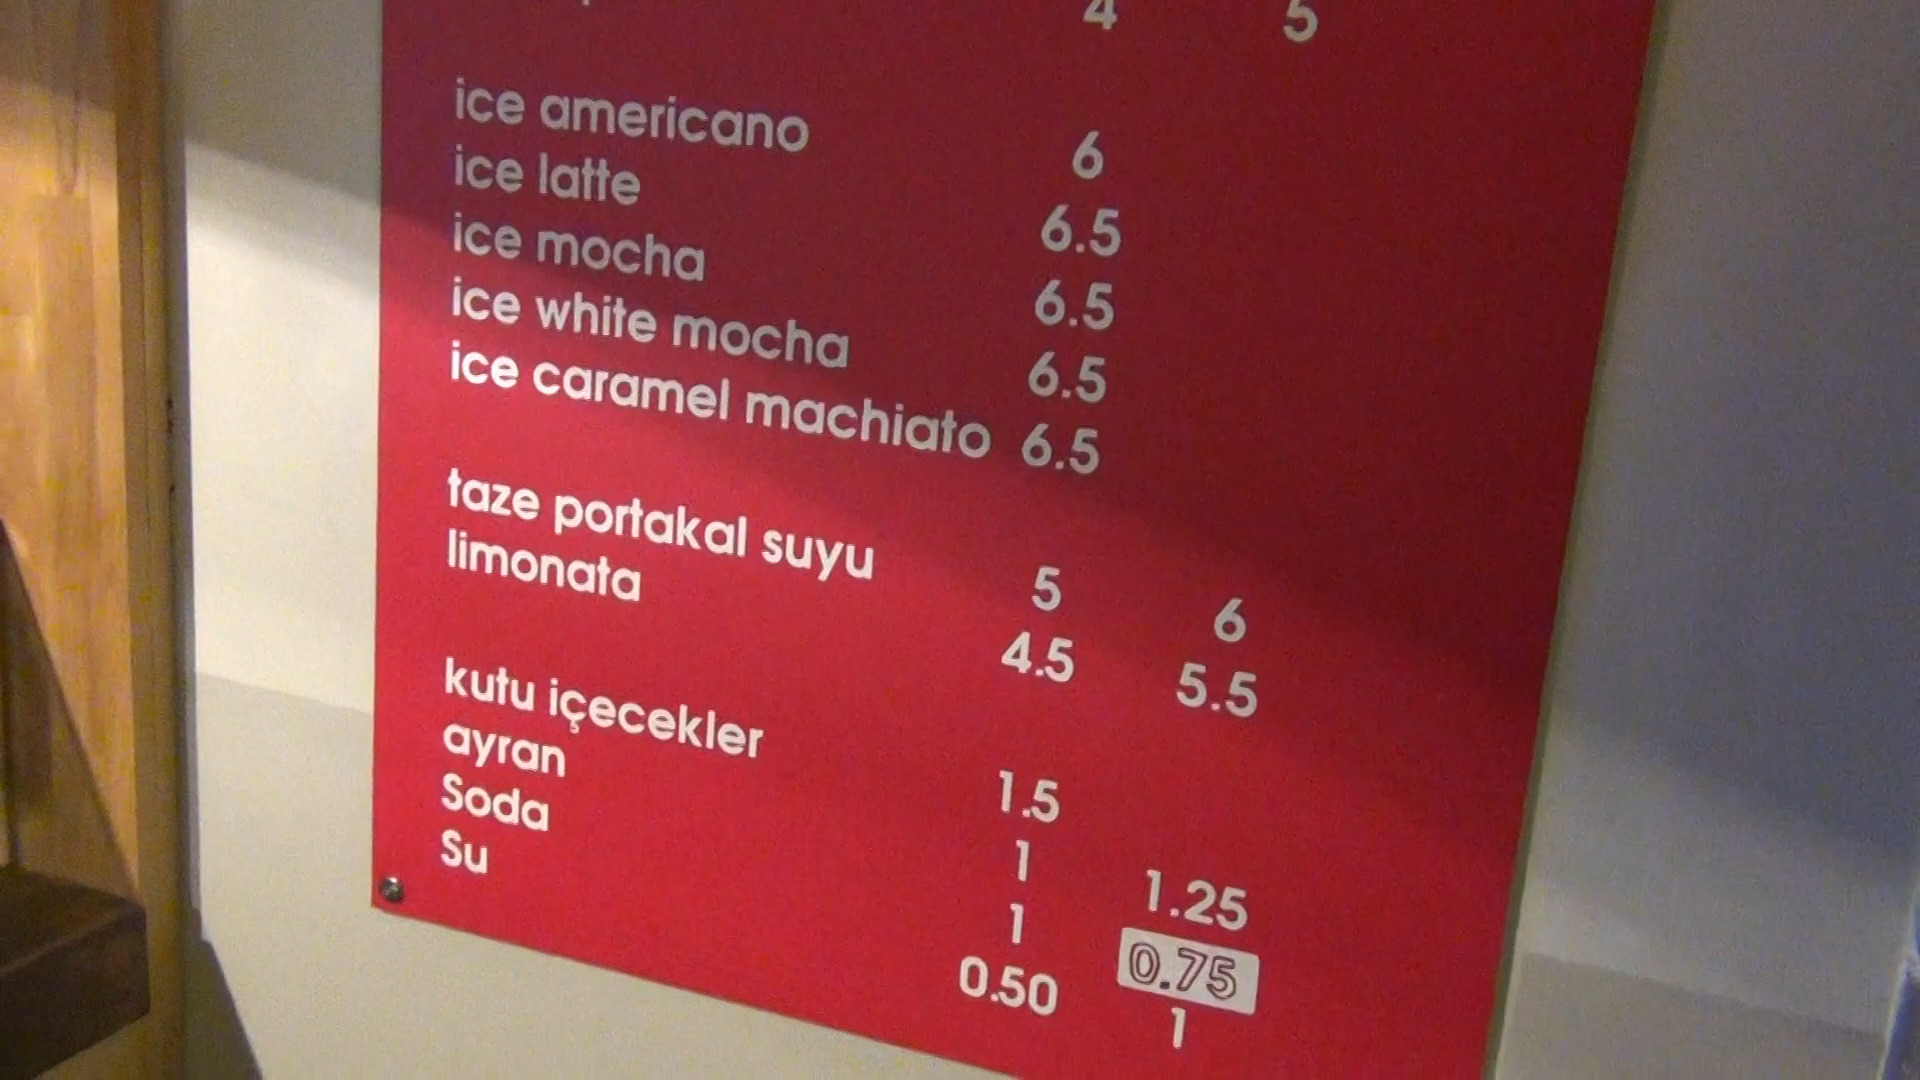 4 5
ice americano 6
ice latte 6.5
ice mocha 6.5
ice white mocha 6.5
ice caramel machiato 6.5
taze portakal suyu 5 6
limonata 4.5 5.5
kutu içecekler 1.5
ayran 1 1.25
Soda 1 0.75
Su 0.50 1